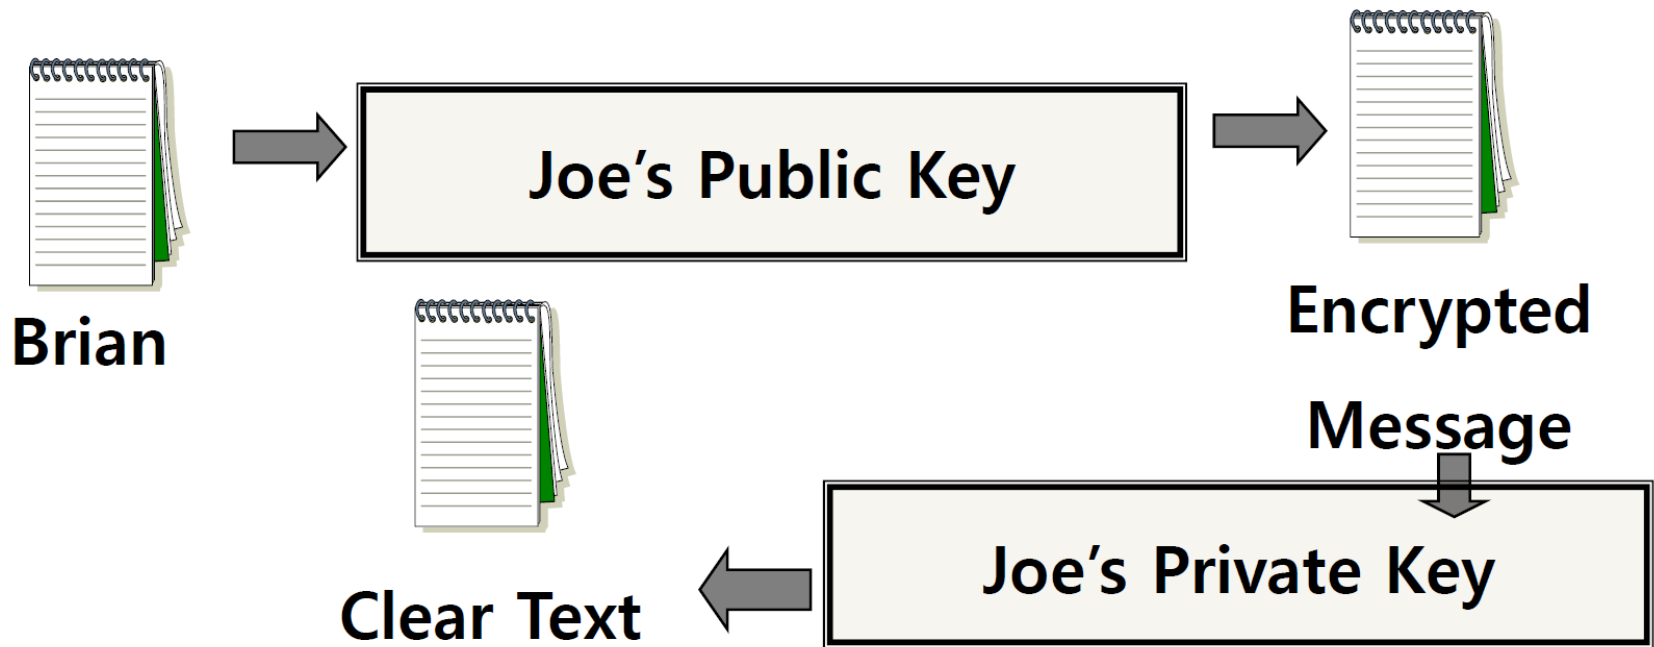 Joe’s Public Key
Brian
Encrypted
Message
Joe’s Private Key
Clear Text